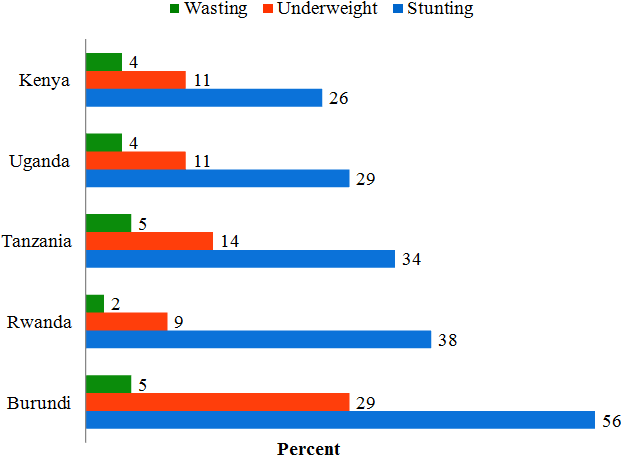 Wasting Underweight Stunting
4
Kenya 11
26
4
Uganda 11
29
5
Tanzania 14
34
2
Rwanda 9
38
5
Burundi 29
56
Percent